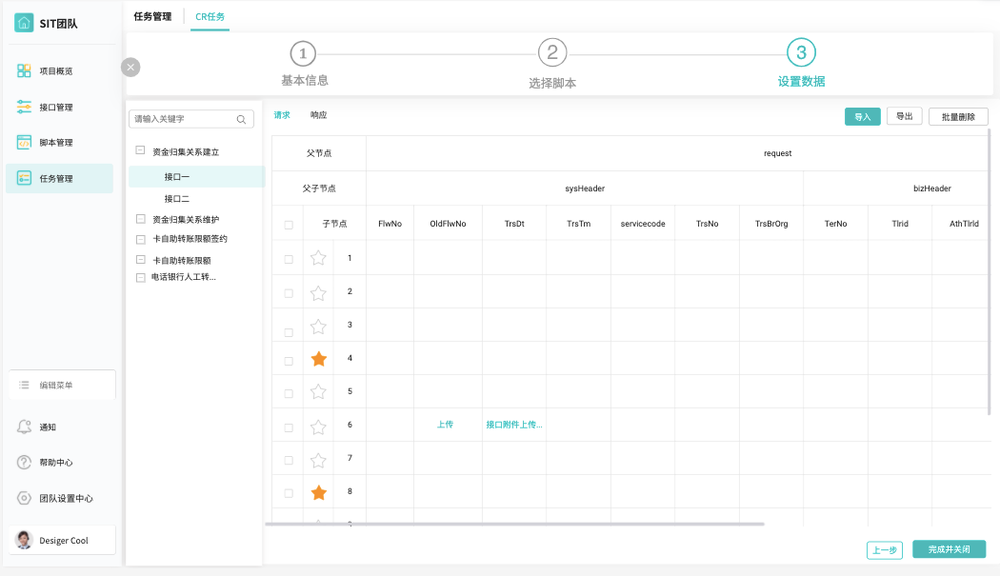 SIT团队
任务管理 CR任务
项目概览
接口管理
脚本管理
任务管理
编辑菜单
通知
帮助中心
团队设置中心
Desiger Cool
1 2 3
基本信息 选择脚本 设置数据
请输入关键字
资金归集关系建立
接口一
接口二
资金归集关系维护
卡自助转账限额签约
卡自助转账限额
电话银行人工转...
请求 响应
导入 导出 批量删除
父节点 request
父子节点 sysHeader bizHeader
子节点 FlwNo OldFlwNo TrsDt TrsTm servicecode TrsNo TrsBrOrg TerNo Tlrid AthTlrld
1
2
3
4
5
6 上传 接口附件上传...
7
8
上一步 完成并关闭